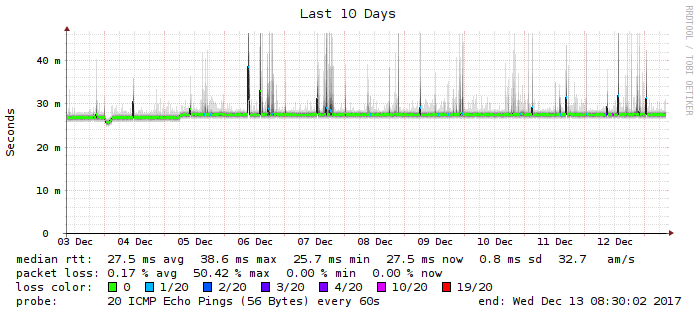 Last 10 Days
RRDTOOL / TOBI OETIKER
Seconds
40 m
30 m
20 m
10 m
0
03 Dec 04 Dec 05 Dec 06 Dec 07 Dec 08 Dec 09 Dec 10 Dec 11 Dec 12 Dec
median rtt: 27.5 ms avg 38.6 ms max 25.7 ms min 27.5 ms now 0.8 ms sd 32.7 am/s
packet loss: 0.17 % avg 50.42 % max 0.00 % min 0.00 % now
loss color: 0 1/20 2/20 3/20 4/20 10/20 19/20
probe: 20 ICMP Echo Pings (56 Bytes) every 60s end: Wed Dec 13 08:30:02 2017